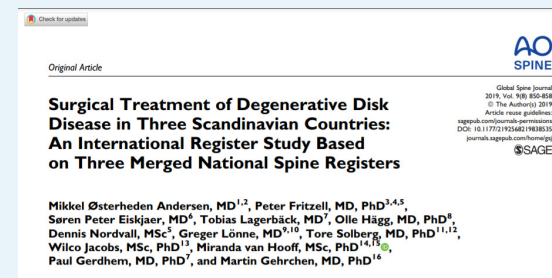 Check for updates
AO
SPINE
Original Article
Global Spine Journal
2019, Vol. 9(8) 850-858
© The Author(s) 2019
Article reuse guidelines:
sagepub.com/journals-permissions
DOI: 10.1177/2192568219838535
journals.sagepub.com/home/gsj
SAGE
Surgical Treatment of Degenerative Disk
Disease in Three Scandinavian Countries:
An International Register Study Based
on Three Merged National Spine Registers
Mikkel Østerheden Andersen, MD1,2, Peter Fritzell, MD, PhD3,4,5,
Søren Peter Eiskjaer, MD6, Tobias Lagerbäck, MD7, Olle Hägg, MD, PhD8,
Dennis Nordvall, MSc5, Greger Lönne, MD9,10, Tore Solberg, MD, PhD11,12,
Wilco Jacobs, MSc, PhD13, Miranda van Hooff, MSc, PhD14,15,
Paul Gerdhem, MD, PhD7, and Martin Gehrchen, MD, PhD16